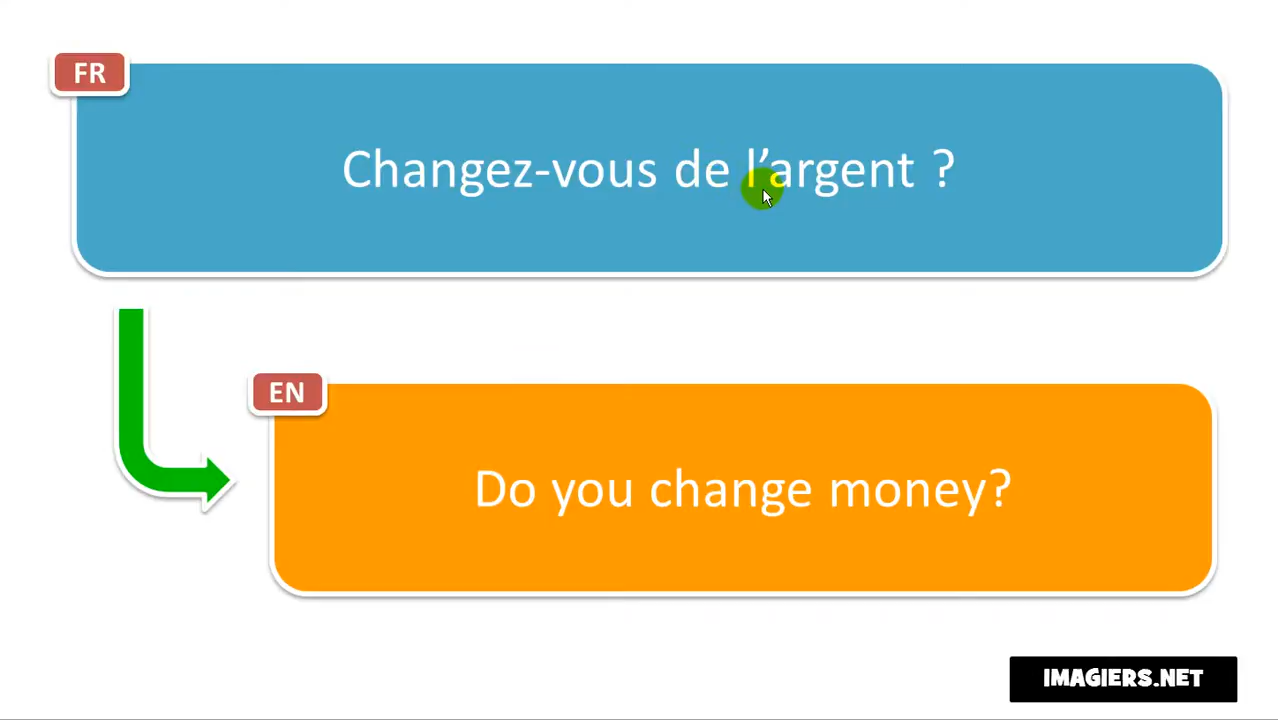 FR
Changez-vous de l’argent ?
EN
Do you change money?
IMAGIERS.NET